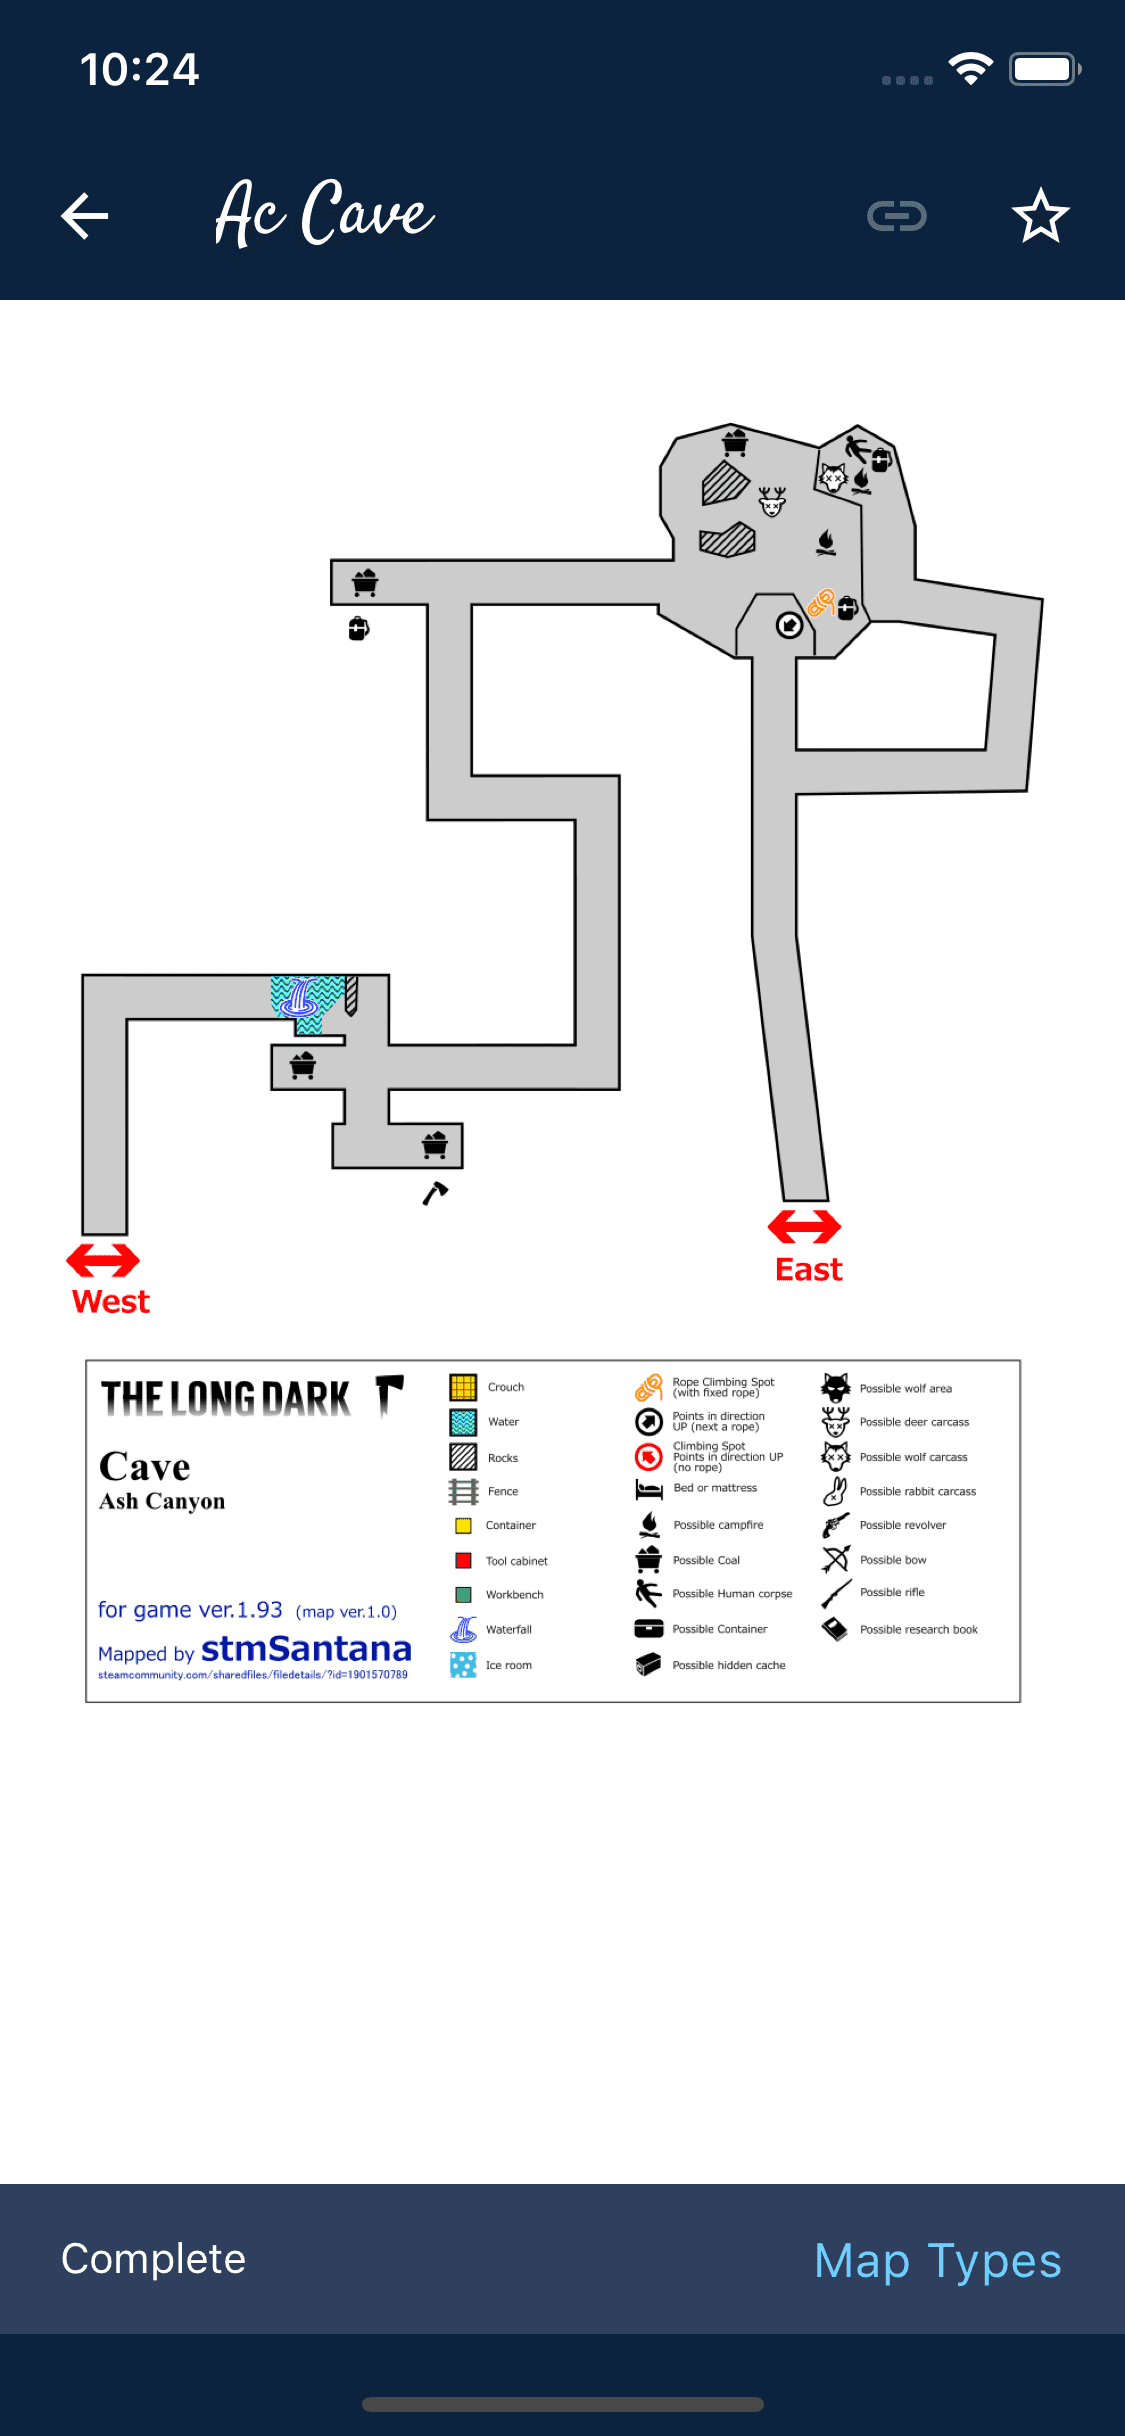 10:24
Ac Cave
West
East
THE LONG DARK
Cave
Ash Canyon
for game ver.1.93 (map ver.1.0)
Mapped by stmSantana
steamcommunity.com/sharedfiles/filedetails/?id=1901570789
Crouch
Water
Rocks
Fence
Container
Tool cabinet
Workbench
Waterfall
Ice room
Rope Climbing Spot
(with fixed rope)
Points in direction
UP (next a rope)
Climbing Spot
Points in direction UP
(no rope)
Bed or mattress
Possible campfire
Possible Coal
Possible Human corpse
Possible Container
Possible hidden cache
Possible wolf area
Possible deer carcass
Possible wolf carcass
Possible rabbit carcass
Possible revolver
Possible bow
Possible rifle
Possible research book
Complete
Map Types